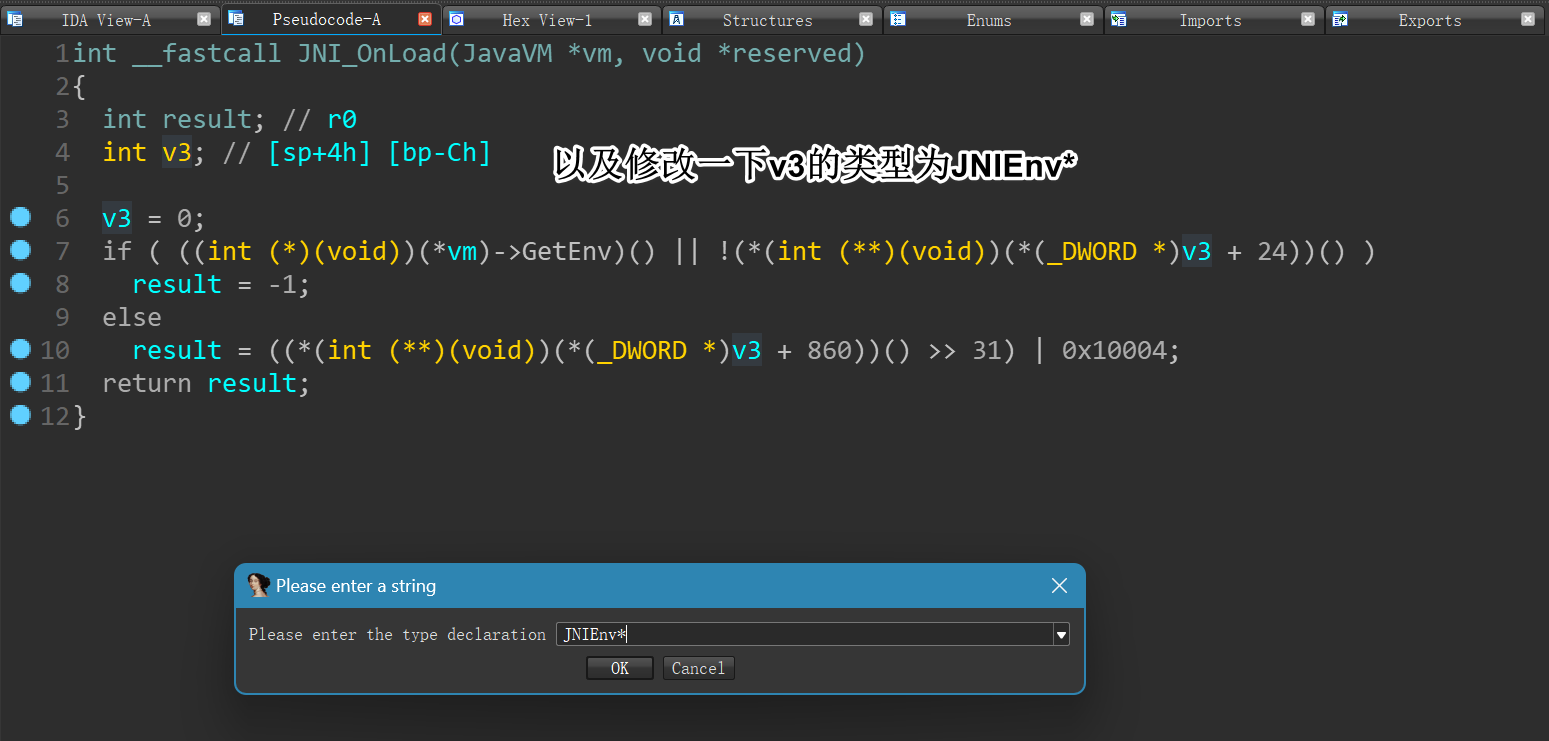 IDA View-A Pseudocode-A Hex View-1 Structures Enums Imports Exports
1 int __fastcall JNI_OnLoad(JavaVM *vm, void *reserved)
2 {
3 int result; // r0
4 int v3; // [sp+4h] [bp-Ch]
以及修改一下v3的类型为JNIEnv*
5
6 v3 = 0;
7 if ( ((int (*)(void))(*vm)->GetEnv)() || !(*(int (**)(void))(*(_DWORD *)v3 + 24))() )
8 result = -1;
9 else
10 result = ((*(int (**)(void))(*(_DWORD *)v3 + 860))() >> 31) | 0x10004;
11 return result;
12 }
Please enter a string
Please enter the type declaration JNIEnv*
OK Cancel